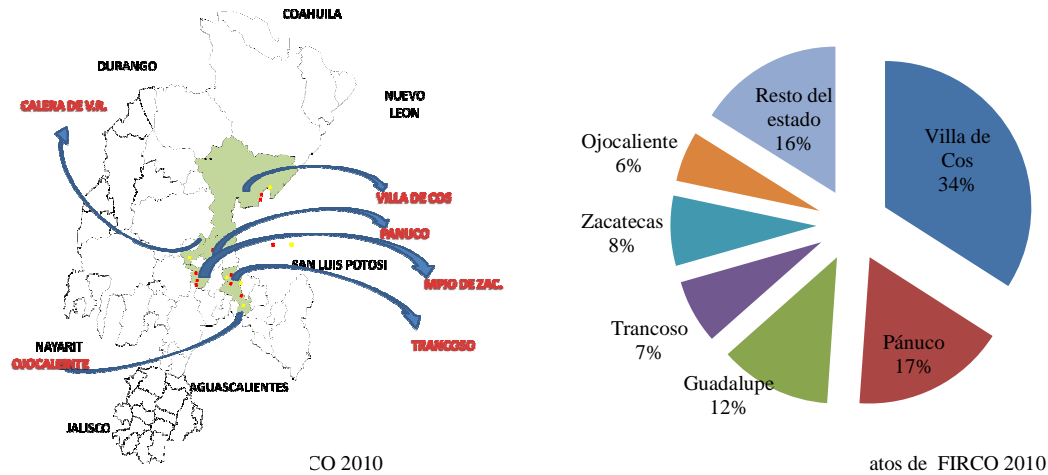 COAHUILA
DURANGO
CALERA DE V.R.
NUEVO
LEON
VILLA DE COS
PANUCO
SAN LUIS POTOSI
MPIO DE ZAC.
TRANCOSO
NAYARIT
OJOCALIENTE
AGUASCALIENTES
JALISCO
CO 2010
Resto del
estado
16%
Villa de
Cos
34%
Ojocaliente
6%
Zacatecas
8%
Trancoso
7%
Guadalupe
12%
Pánuco
17%
atos de FIRCO 2010